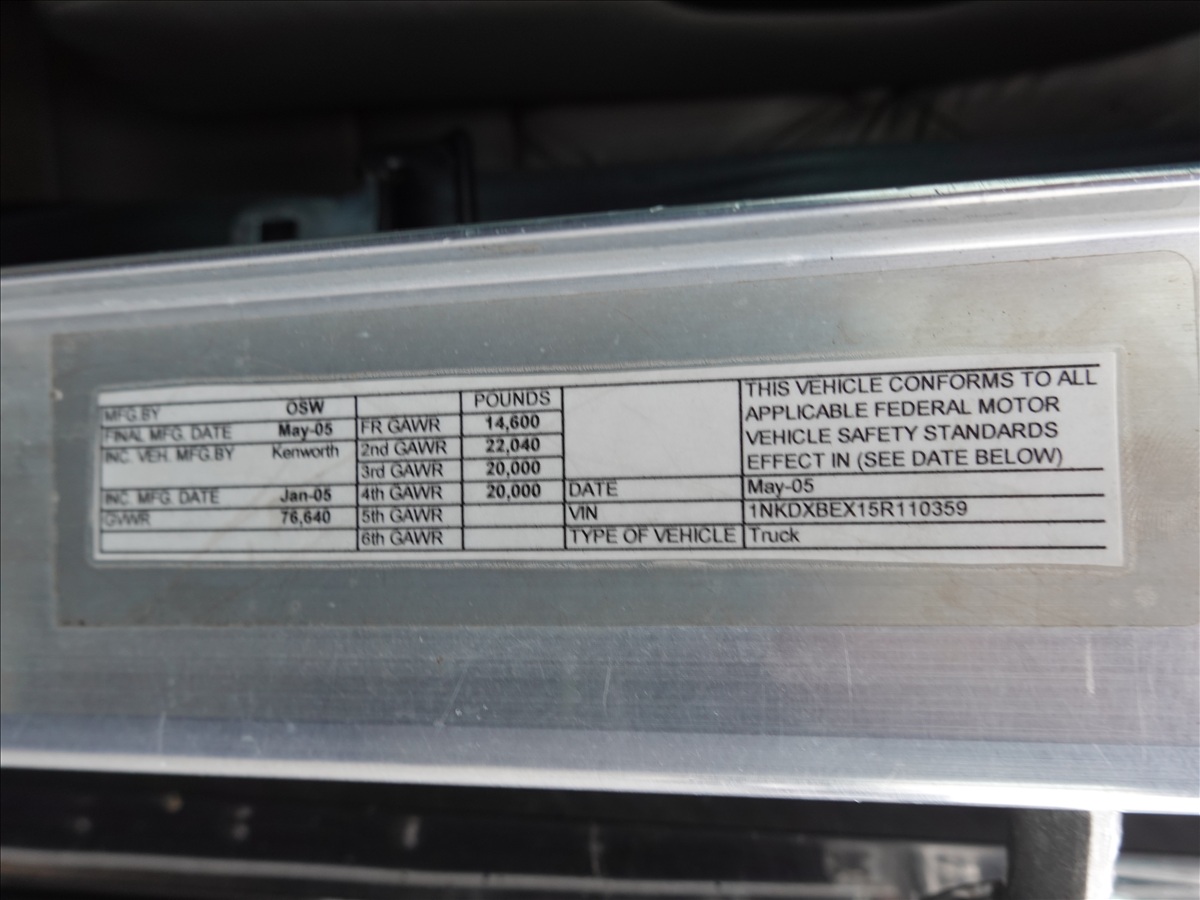 MFG.BY OSW
FINAL MFG. DATE May-05
INC. VEH. MFG.BY Kenworth
INC. MFG. DATE Jan-05
GVWR 76,640
POUNDS
FR GAWR 14,600
2nd GAWR 22,040
3rd GAWR 20,000
4th GAWR 20,000
5th GAWR
6th GAWR
THIS VEHICLE CONFORMS TO ALL
APPLICABLE FEDERAL MOTOR
VEHICLE SAFETY STANDARDS
EFFECT IN (SEE DATE BELOW)
DATE May-05
VIN 1NKDXBEX15R110359
TYPE OF VEHICLE Truck